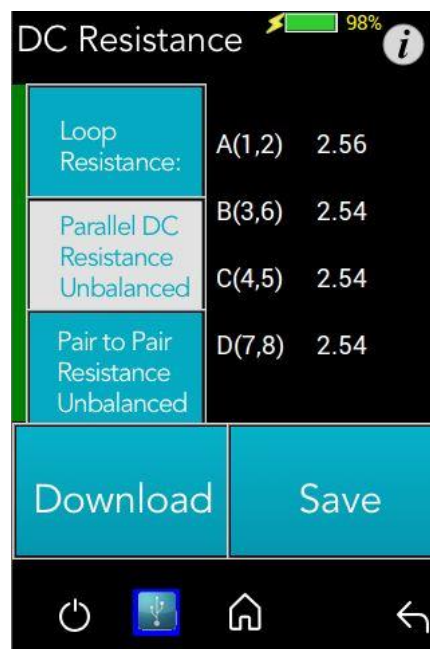 DC Resistance
98%
i
Loop
Resistance:
Parallel DC
Resistance
Unbalanced
Pair to Pair
Resistance
Unbalanced
A(1,2) 2.56
B(3,6) 2.54
C(4,5) 2.54
D(7,8) 2.54
Download
Save